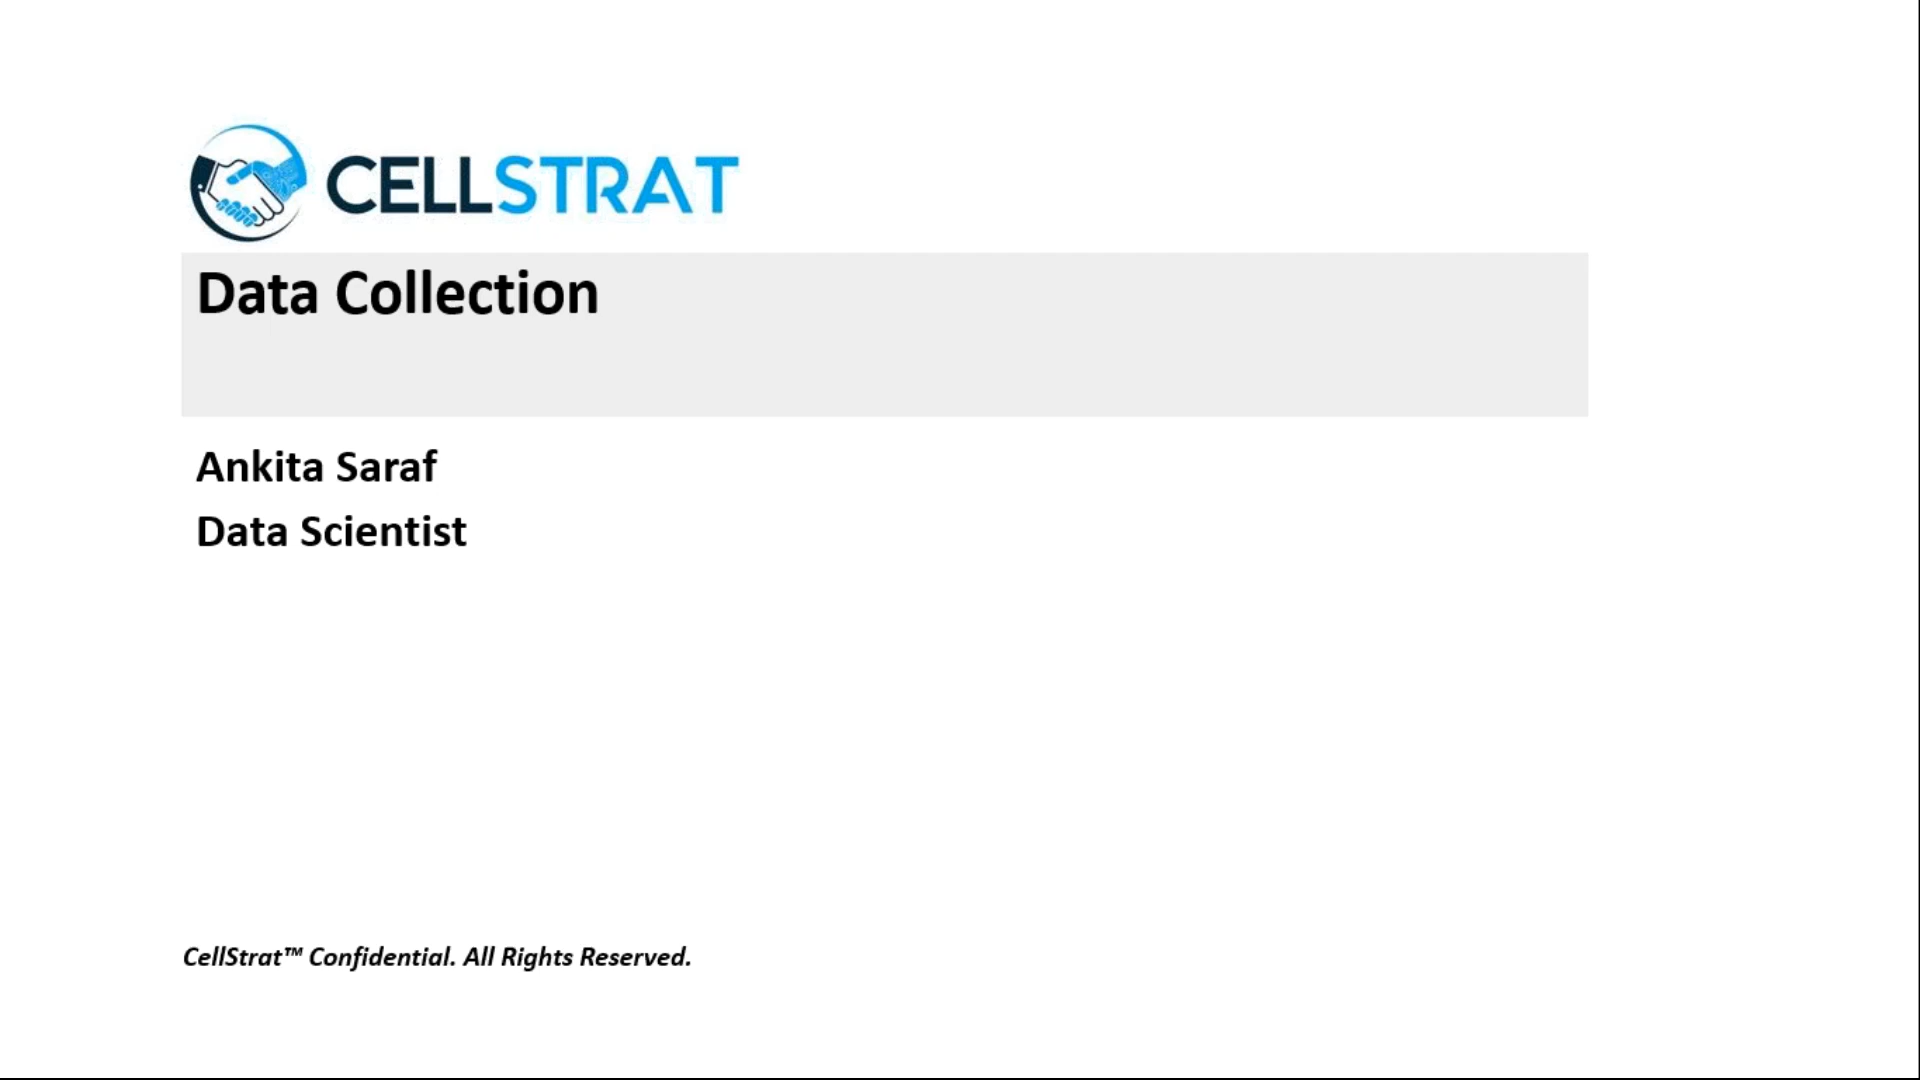 CELLSTRAT
Data Collection
Ankita Saraf
Data Scientist
CellStrat™ Confidential. All Rights Reserved.